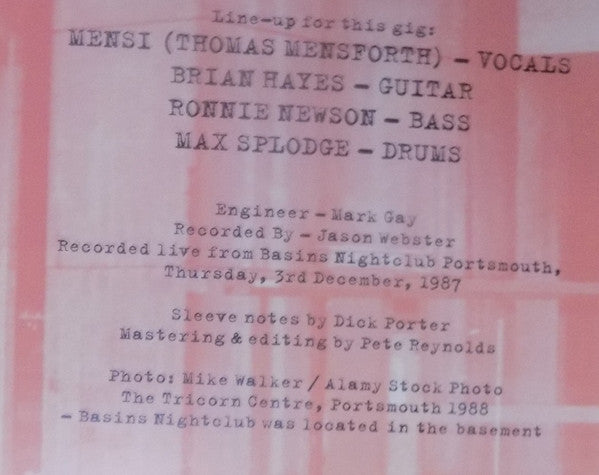 Line-up for this gig:
MENSI (THOMAS MENSFORTH) – VOCALS
BRIAN HAYES – GUITAR
RONNIE NEWSON – BASS
MAX SPLODGE – DRUMS
Engineer – Mark Gay
Recorded By – Jason Webster
Recorded live from Basins Nightclub Portsmouth,
Thursday, 3rd December, 1987
Sleeve notes by Dick Porter
Mastering & editing by Pete Reynolds
Photo: Mike Walker / Alamy Stock Photo
The Tricorn Centre, Portsmouth 1988
– Basins Nightclub was located in the basement